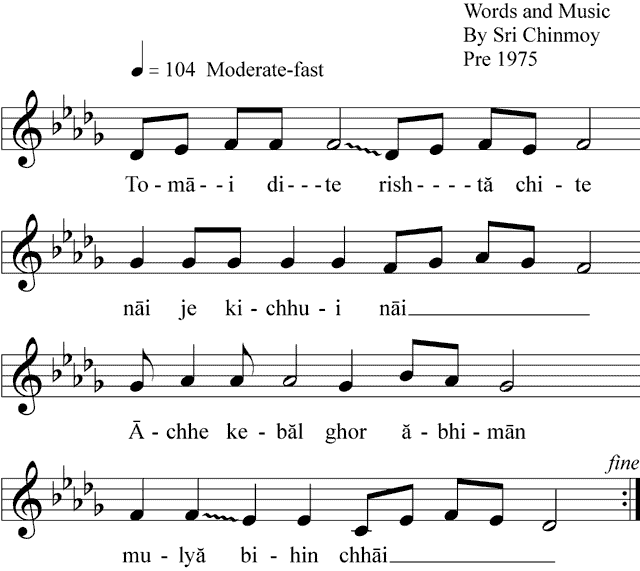 Words and Music
By Sri Chinmoy
Pre 1975
= 104 Moderate-fast
To - mā - - i di - - - te rish - - - - tă chi - te
nāi je ki - chhu - i nāi
Ā - chhe ke - băl ghor ă - bhi - mān
fine
mu - lyă bi - hin chhāi